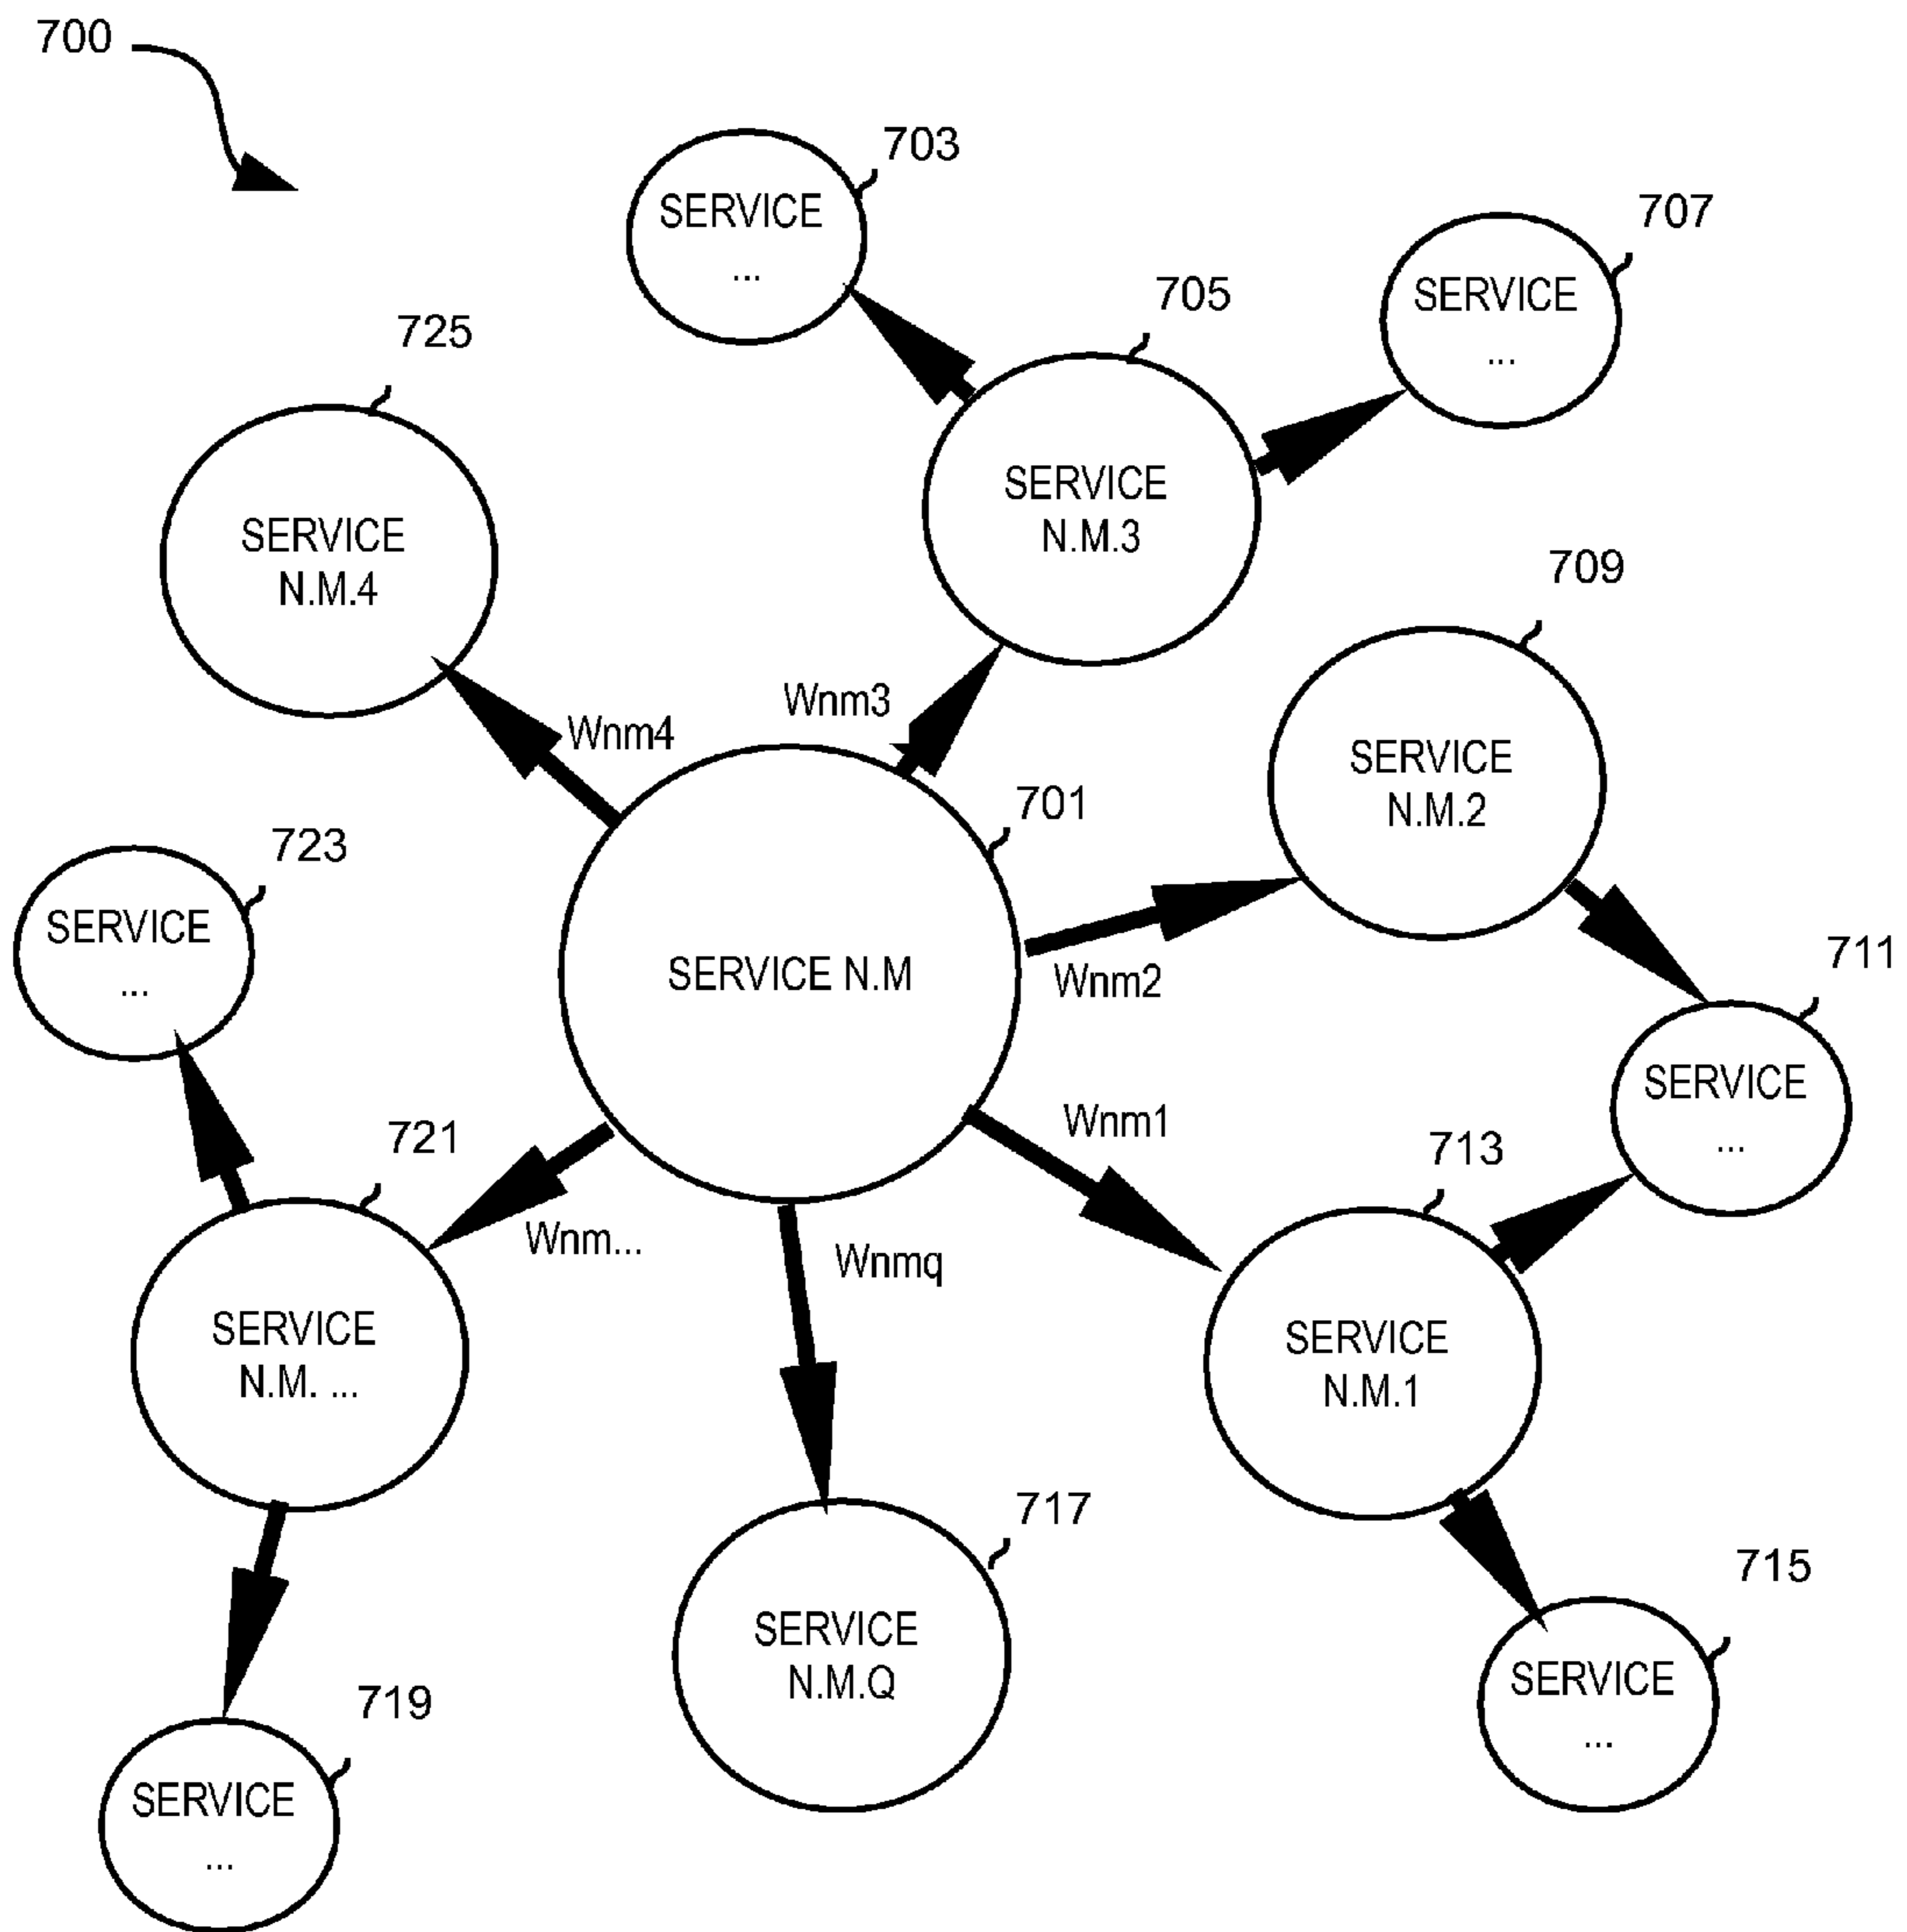 700
703
SERVICE
...
707
SERVICE
...
705
SERVICE
N.M.3
725
SERVICE
N.M.4
709
SERVICE
N.M.2
Wnm3
Wnm4
701
SERVICE N.M
Wnm2
723
SERVICE
...
711
SERVICE
...
Wnm1
713
SERVICE
N.M.1
721
SERVICE
N.M. ...
Wnm...
Wnmq
717
SERVICE
N.M.Q
715
SERVICE
...
719
SERVICE
...